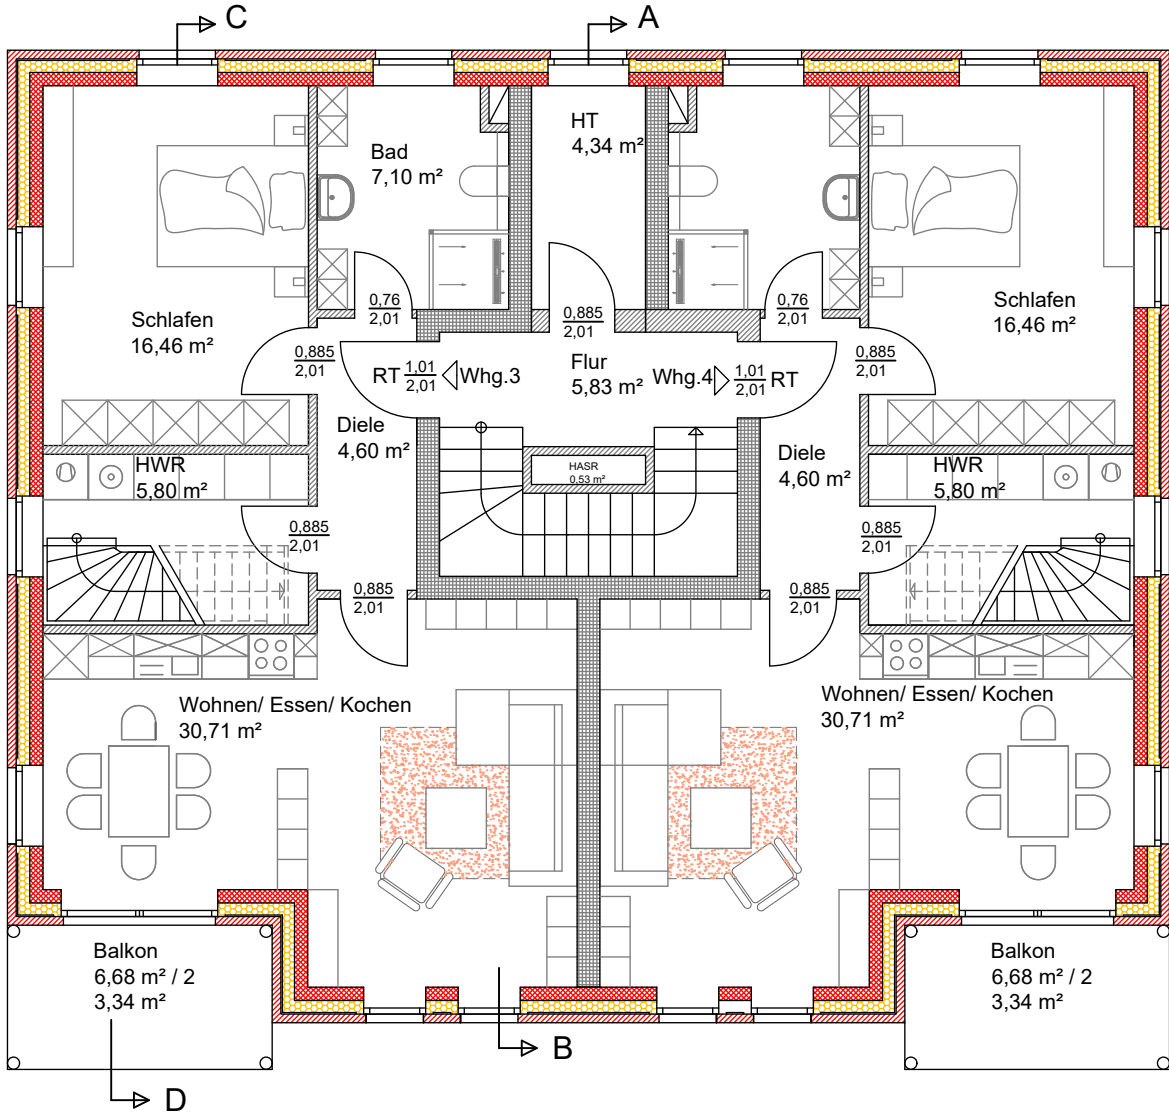 C
A
HT
4,34 m²
Bad
7,10 m²
Schlafen
16,46 m²
Schlafen
16,46 m²
0,76
2,01
0,885
2,01
0,76
2,01
0,885
2,01
0,885
2,01
RT 1,01
2,01
Whg.3
Flur
5,83 m²
Whg.4
1,01 RT
2,01
Diele
4,60 m²
Diele
4,60 m²
HASR
0,53 m²
HWR
5,80 m²
HWR
5,80 m²
0,885
2,01
0,885
2,01
0,885
2,01
0,885
2,01
Wohnen/ Essen/ Kochen
30,71 m²
Wohnen/ Essen/ Kochen
30,71 m²
Balkon
6,68 m² / 2
3,34 m²
Balkon
6,68 m² / 2
3,34 m²
B
D